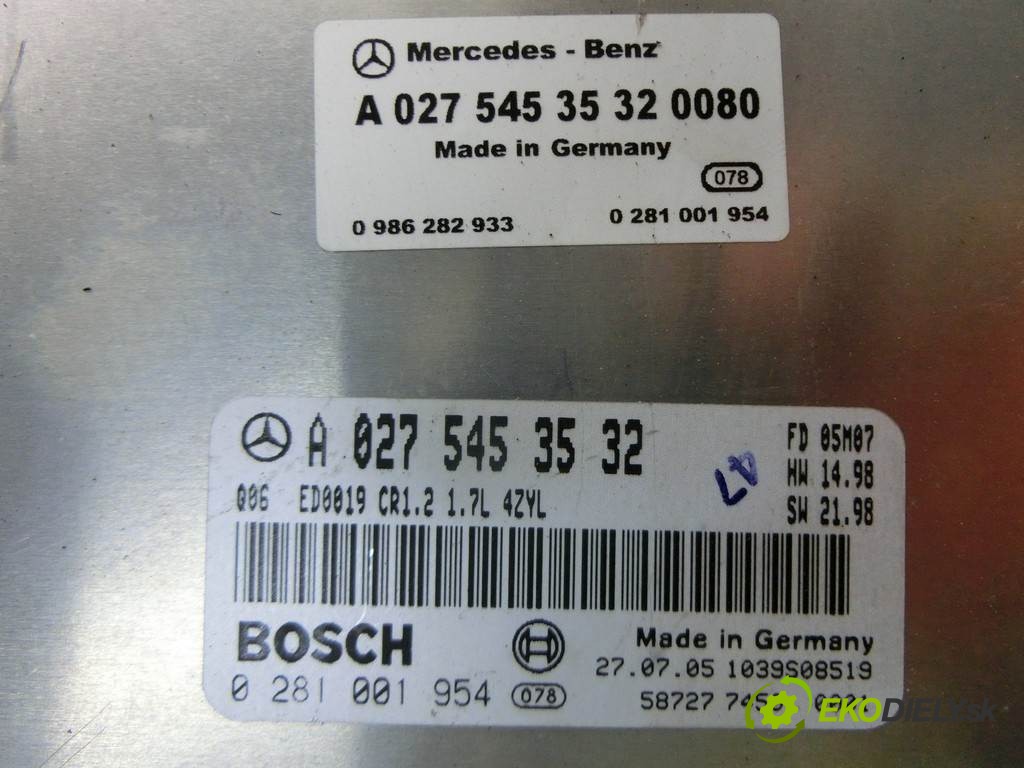 Mercedes - Benz
A 027 545 35 32 0080
Made in Germany
078
0 986 282 933 0 281 001 954
A 027 545 35 32
FD 05M07
HW 14.98
Q06 ED0019 CR1.2 1.7L 4ZYL
SW 21.98
BOSCH
Made in Germany
27.07.05 1039S08519
0 281 001 954 078
58727
EKODIELY.sk